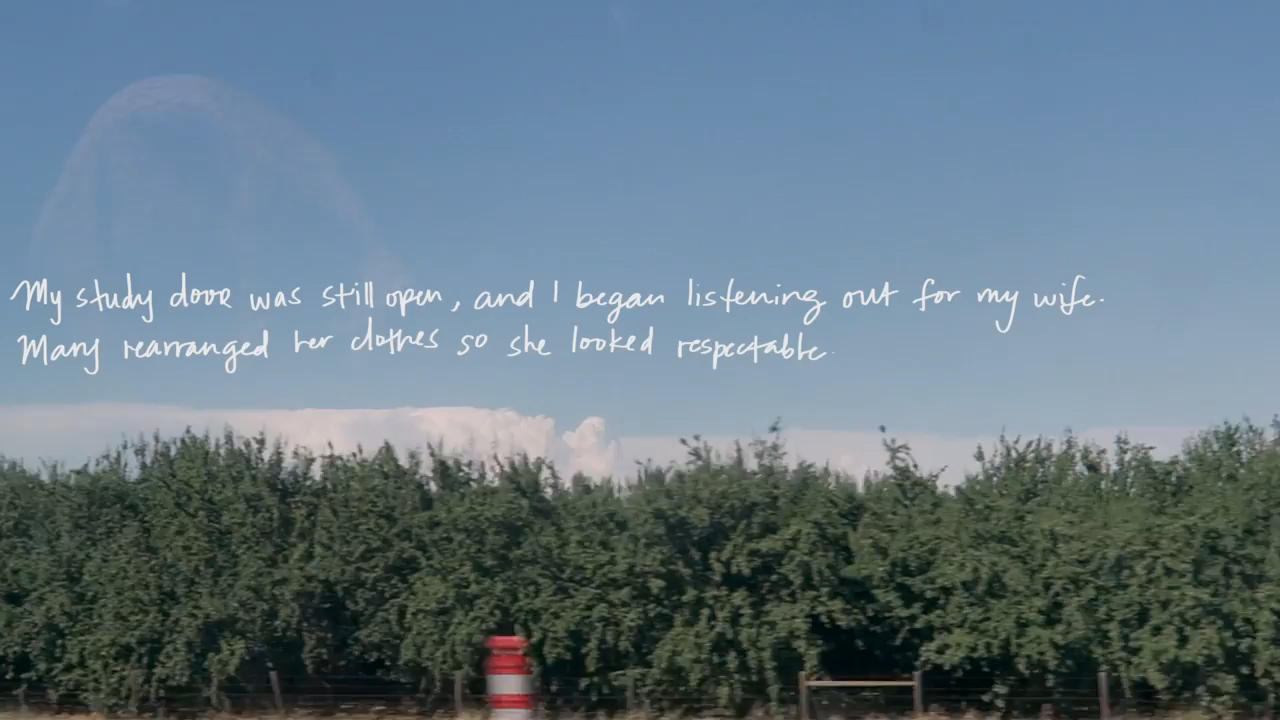 My study door was still open, and I began listening out for my wife.
Mary rearranged her clothes so she looked respectable.